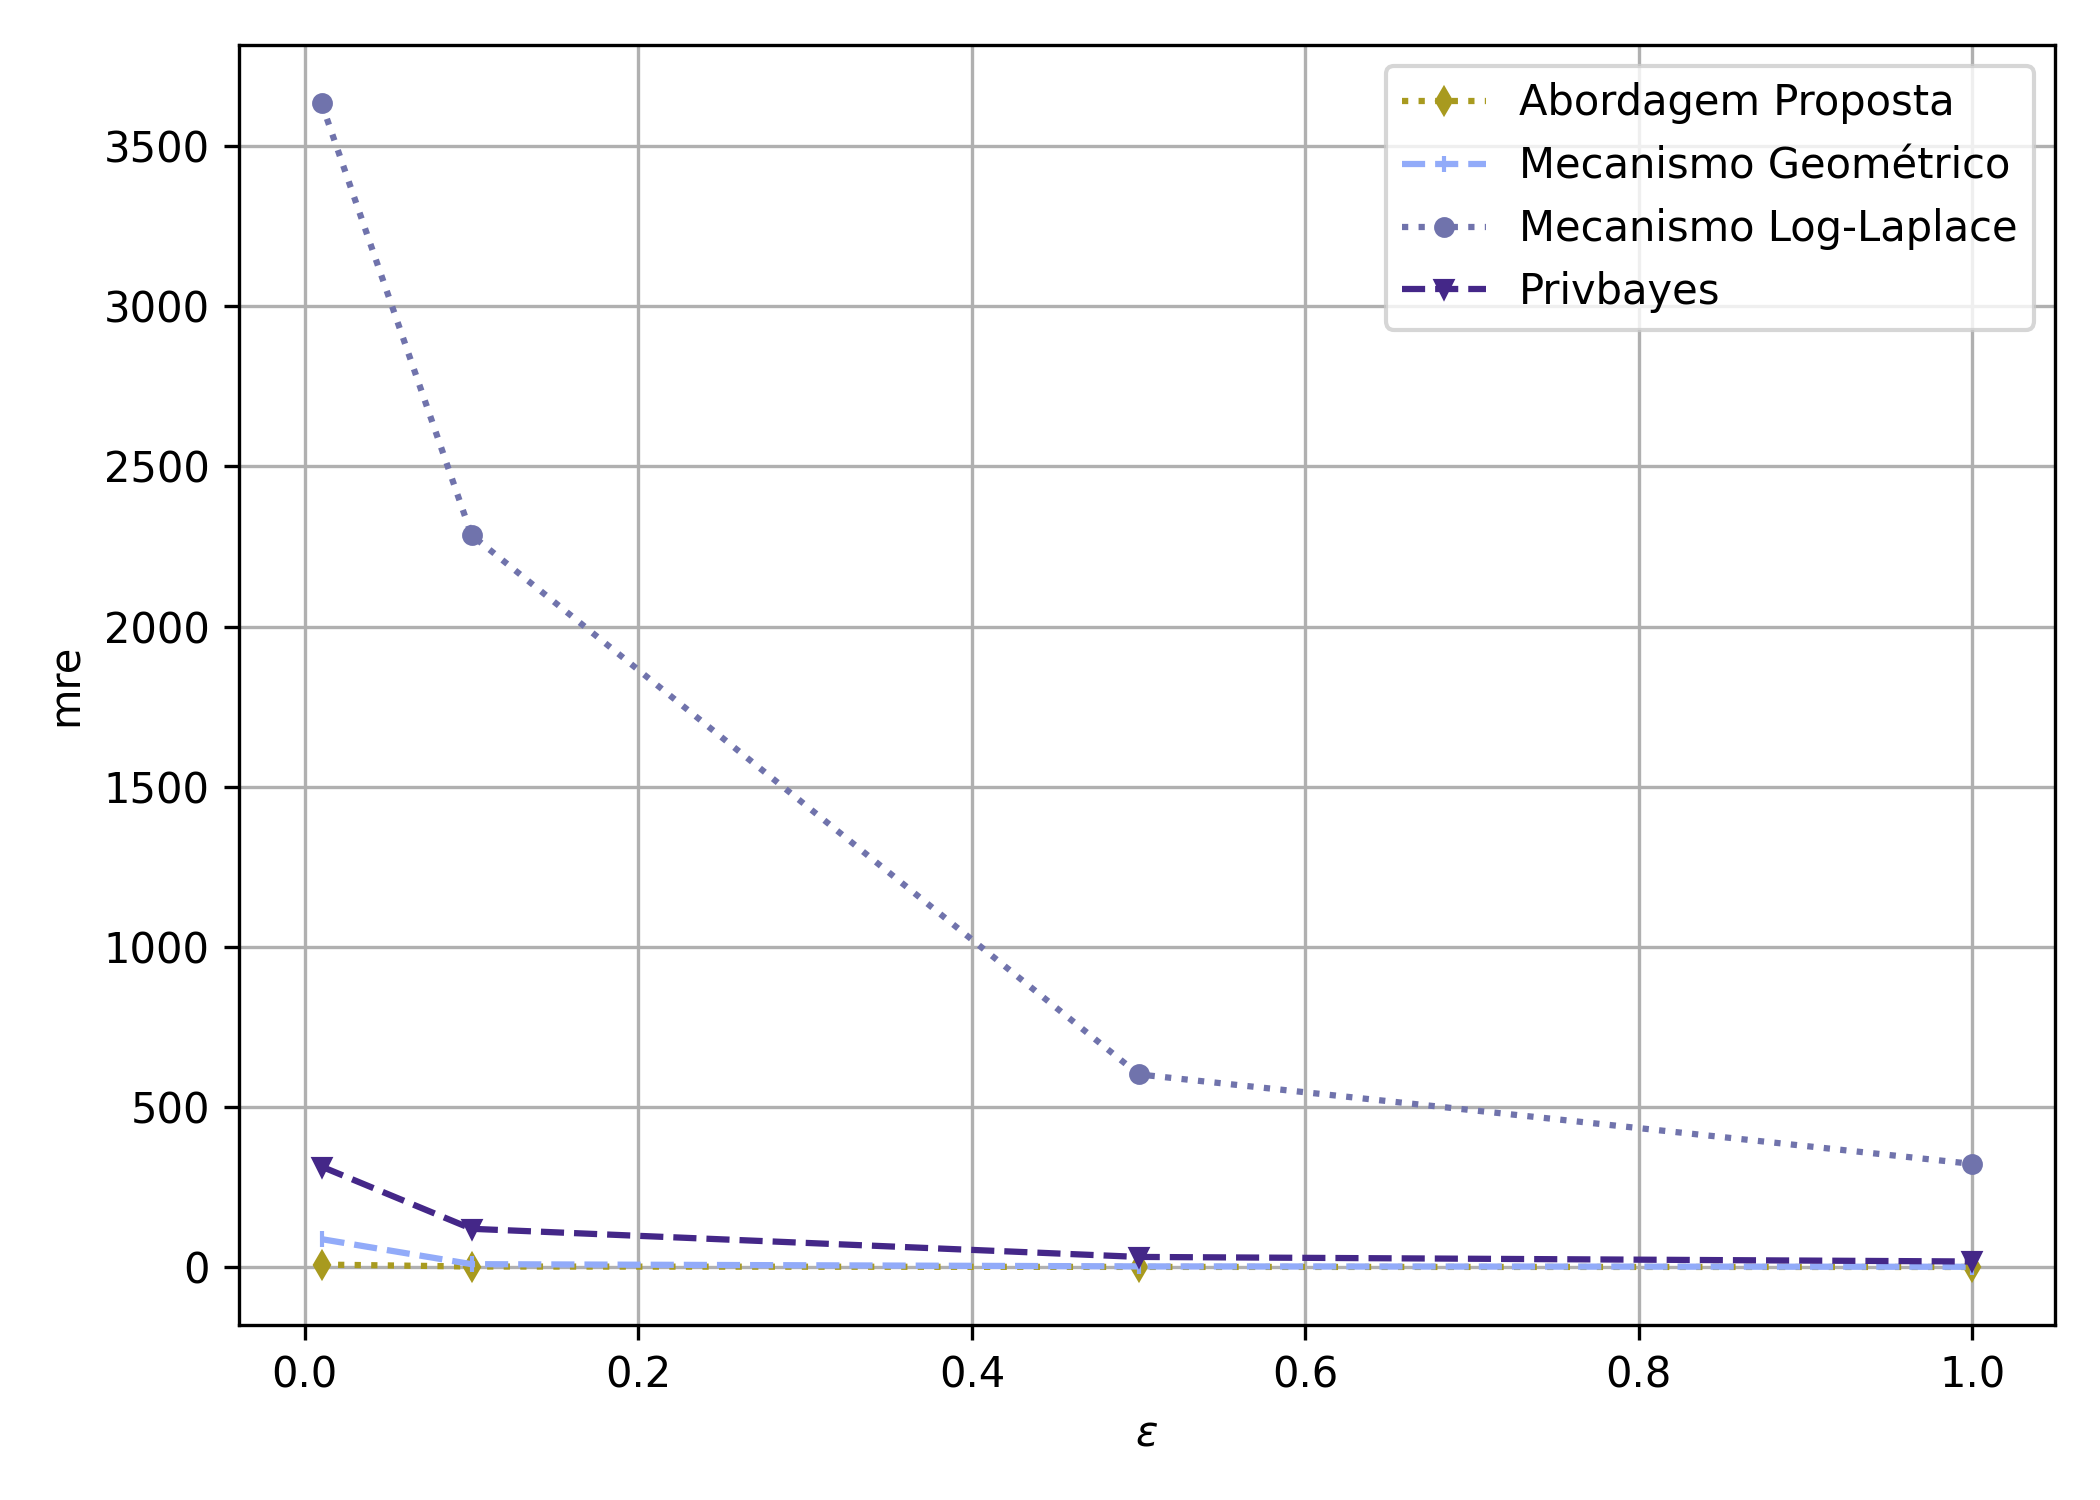 Abordagem Proposta
Mecanismo Geométrico
Mecanismo Log-Laplace
Privbayes
3500
3000
2500
2000
1500
1000
500
0
mre
0.0 0.2 0.4 0.6 0.8 1.0
ε